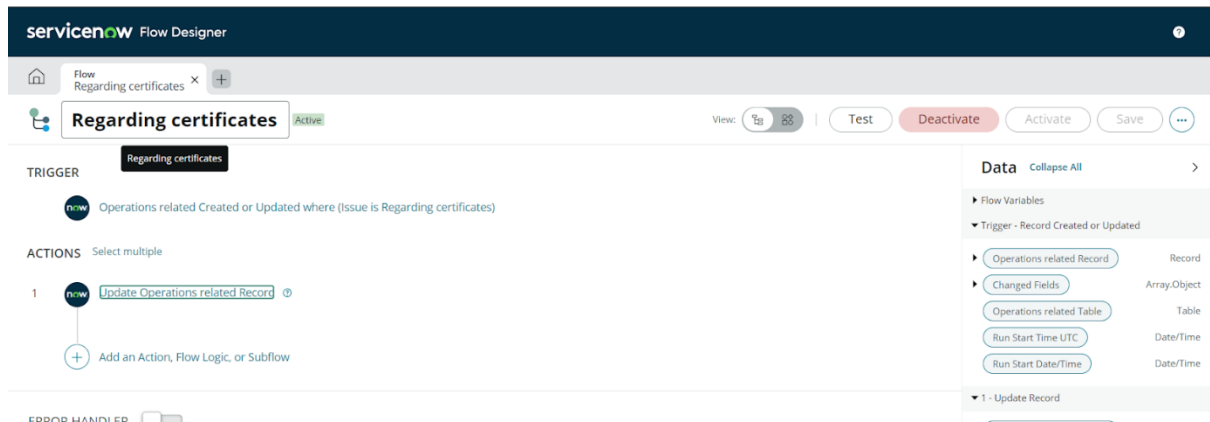 servicenow Flow Designer
Flow
Regarding certificates
Regarding certificates Active View: Test Deactivate Activate Save
Regarding certificates
TRIGGER
now Operations related Created or Updated where (Issue is Regarding certificates)
ACTIONS Select multiple
1 now Update Operations related Record
Add an Action, Flow Logic, or Subflow
ERROR HANDLER
Data Collapse All
Flow Variables
Trigger - Record Created or Updated
Operations related Record Record
Changed Fields Array.Object
Operations related Table Table
Run Start Time UTC Date/Time
Run Start Date/Time Date/Time
1 - Update Record